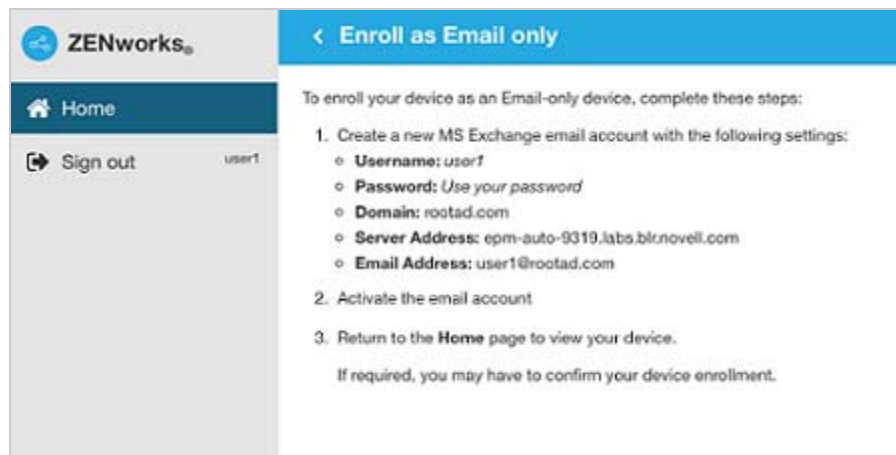 ZENworks®
Enroll as Email only
Home
Sign out user1
To enroll your device as an Email-only device, complete these steps:
1. Create a new MS Exchange email account with the following settings:
Username: user1
Password: Use your password
Domain: rootad.com
Server Address: epm-auto-9319.labs.blr.novell.com
Email Address: user1@rootad.com
2. Activate the email account
3. Return to the Home page to view your device.
If required, you may have to confirm your device enrollment.